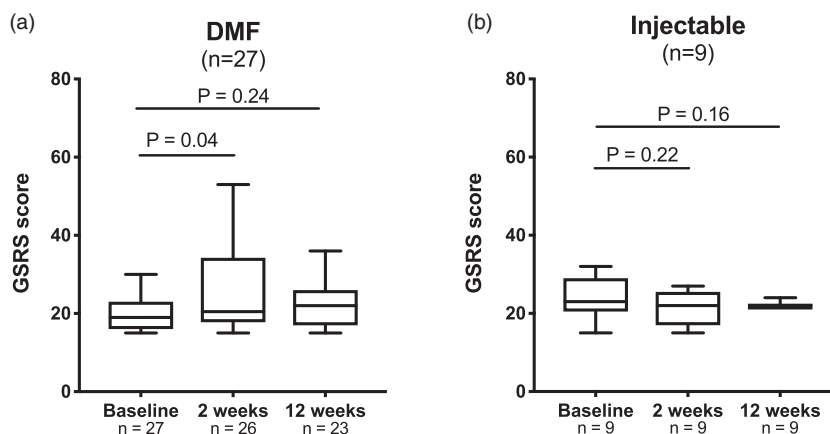 (a)
DMF
(n=27)
GSRS score
80
60
40
20
0
P = 0.24
P = 0.04
Baseline 2 weeks 12 weeks
n = 27 n = 26 n = 23
(b)
Injectable
(n=9)
GSRS score
80
60
40
20
0
P = 0.16
P = 0.22
Baseline 2 weeks 12 weeks
n = 9 n = 9 n = 9